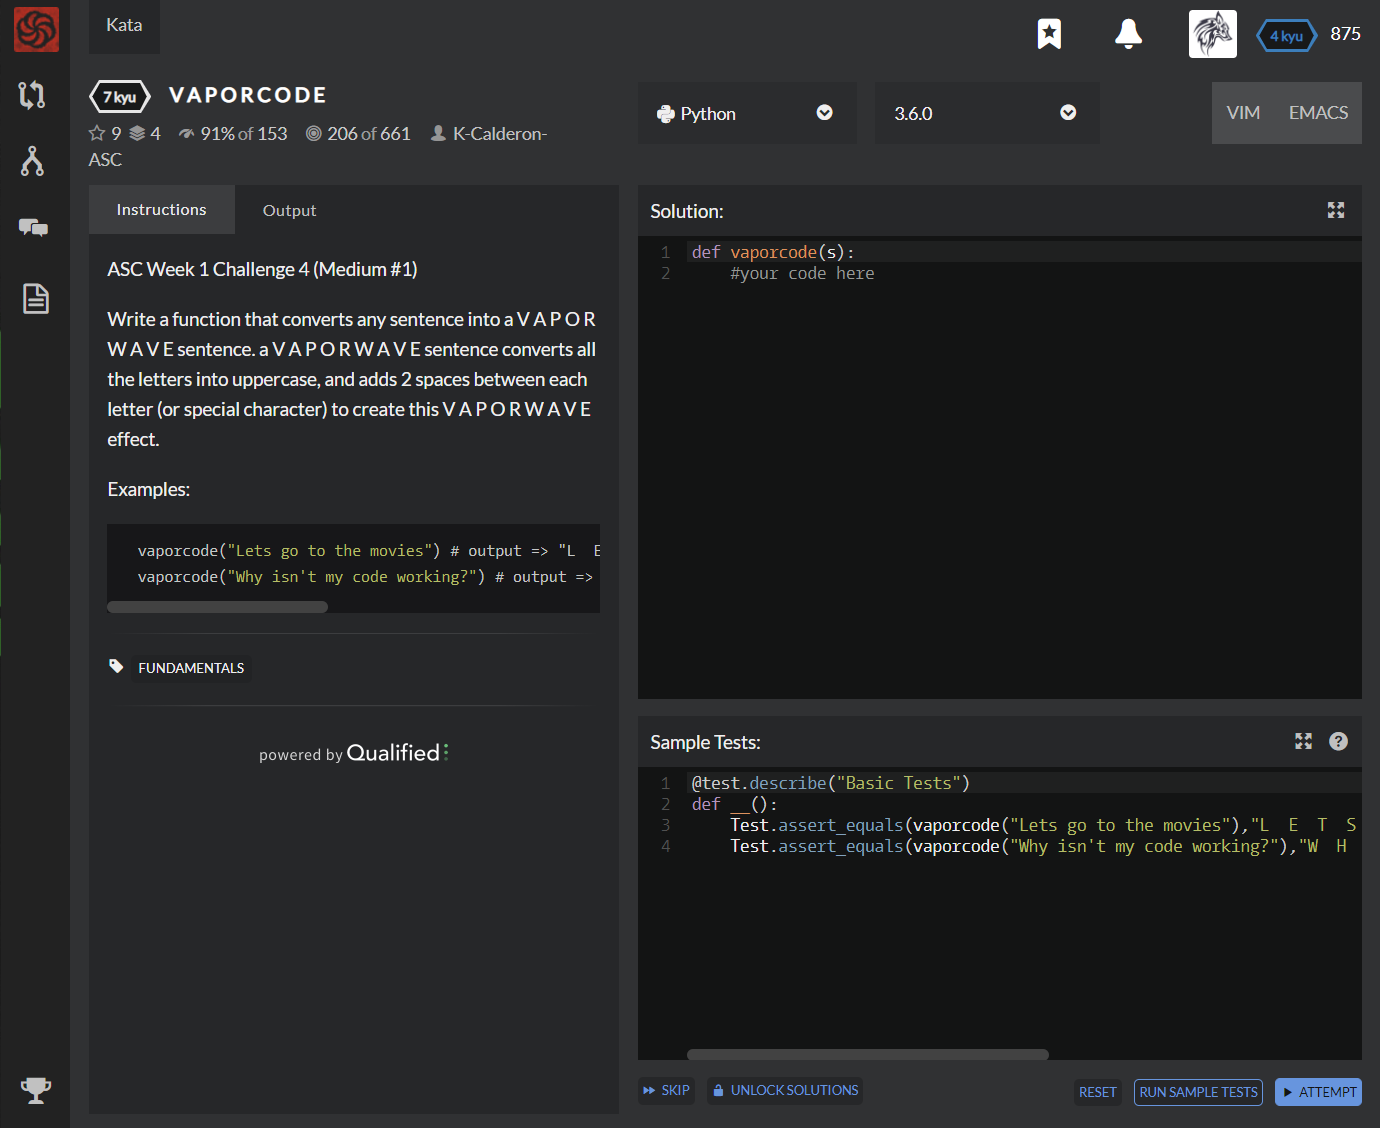 Kata
4 kyu
875
7 kyu
VAPORCODE
9
4
91% of 153
206 of 661
K-Calderon-
ASC
Python
3.6.0
VIM
EMACS
Instructions
Output
ASC Week 1 Challenge 4 (Medium #1)
Write a function that converts any sentence into a V A P O R
W A V E sentence. a V A P O R W A V E sentence converts all
the letters into uppercase, and adds 2 spaces between each
letter (or special character) to create this V A P O R W A V E
effect.
Examples:
vaporcode("Lets go to the movies") # output => "L  E
vaporcode("Why isn't my code working?") # output =>
FUNDAMENTALS
powered by Qualified
Solution:
1 def vaporcode(s):
2     #your code here
Sample Tests:
?
1 @test.describe("Basic Tests")
2 def __():
3     Test.assert_equals(vaporcode("Lets go to the movies"),"L  E  T  S
4     Test.assert_equals(vaporcode("Why isn't my code working?"),"W  H
SKIP
UNLOCK SOLUTIONS
RESET
RUN SAMPLE TESTS
ATTEMPT